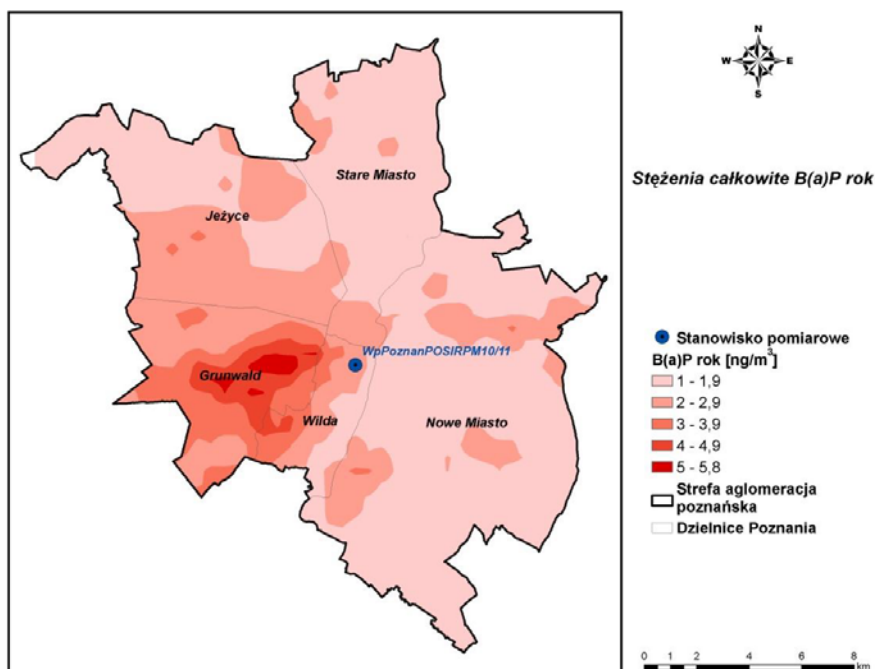 N
W E
S
Stężenia całkowite B(a)P rok
Stare Miasto
Jeżyce
WpPoznanPOSIRPM10/11
Grunwald
Wilda
Nowe Miasto
Stanowisko pomiarowe
B(a)P rok [ng/m³]
1 - 1,9
2 - 2,9
3 - 3,9
4 - 4,9
5 - 5,8
Strefa aglomeracja
poznańska
Dzielnice Poznania
0 1 2 4 6 8
km